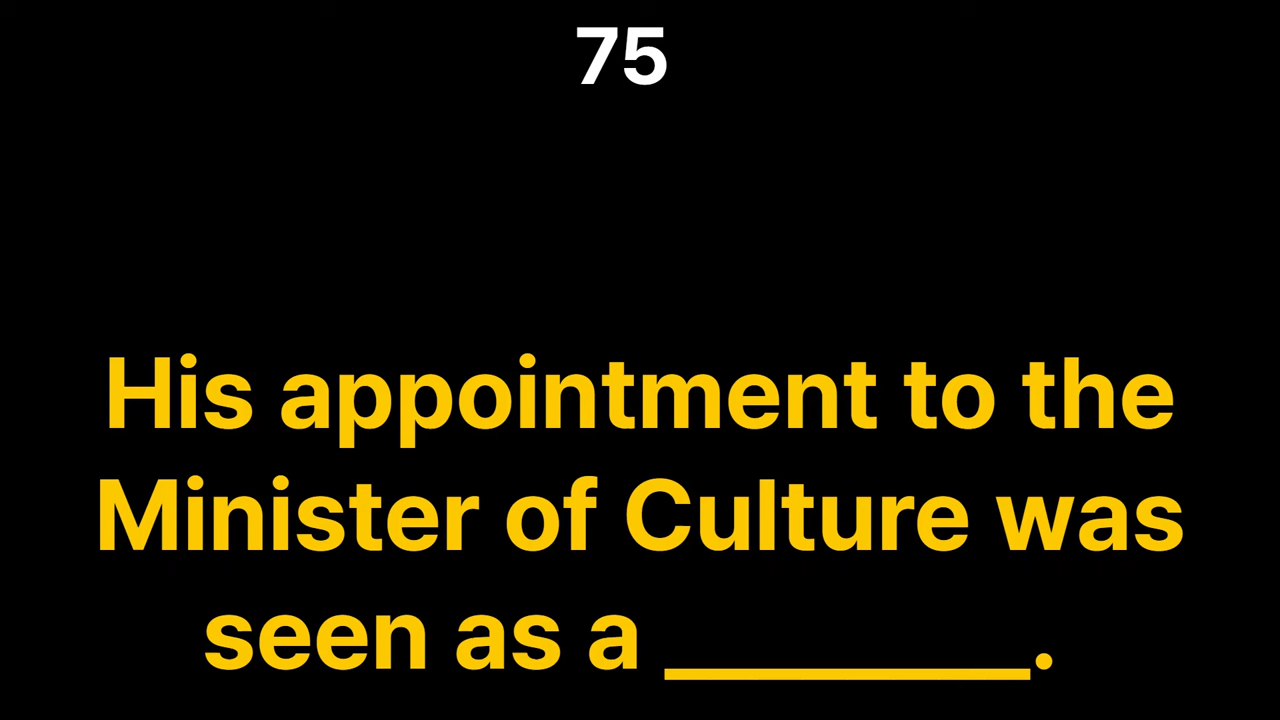 75
His appointment to the
Minister of Culture was
seen as a ________.